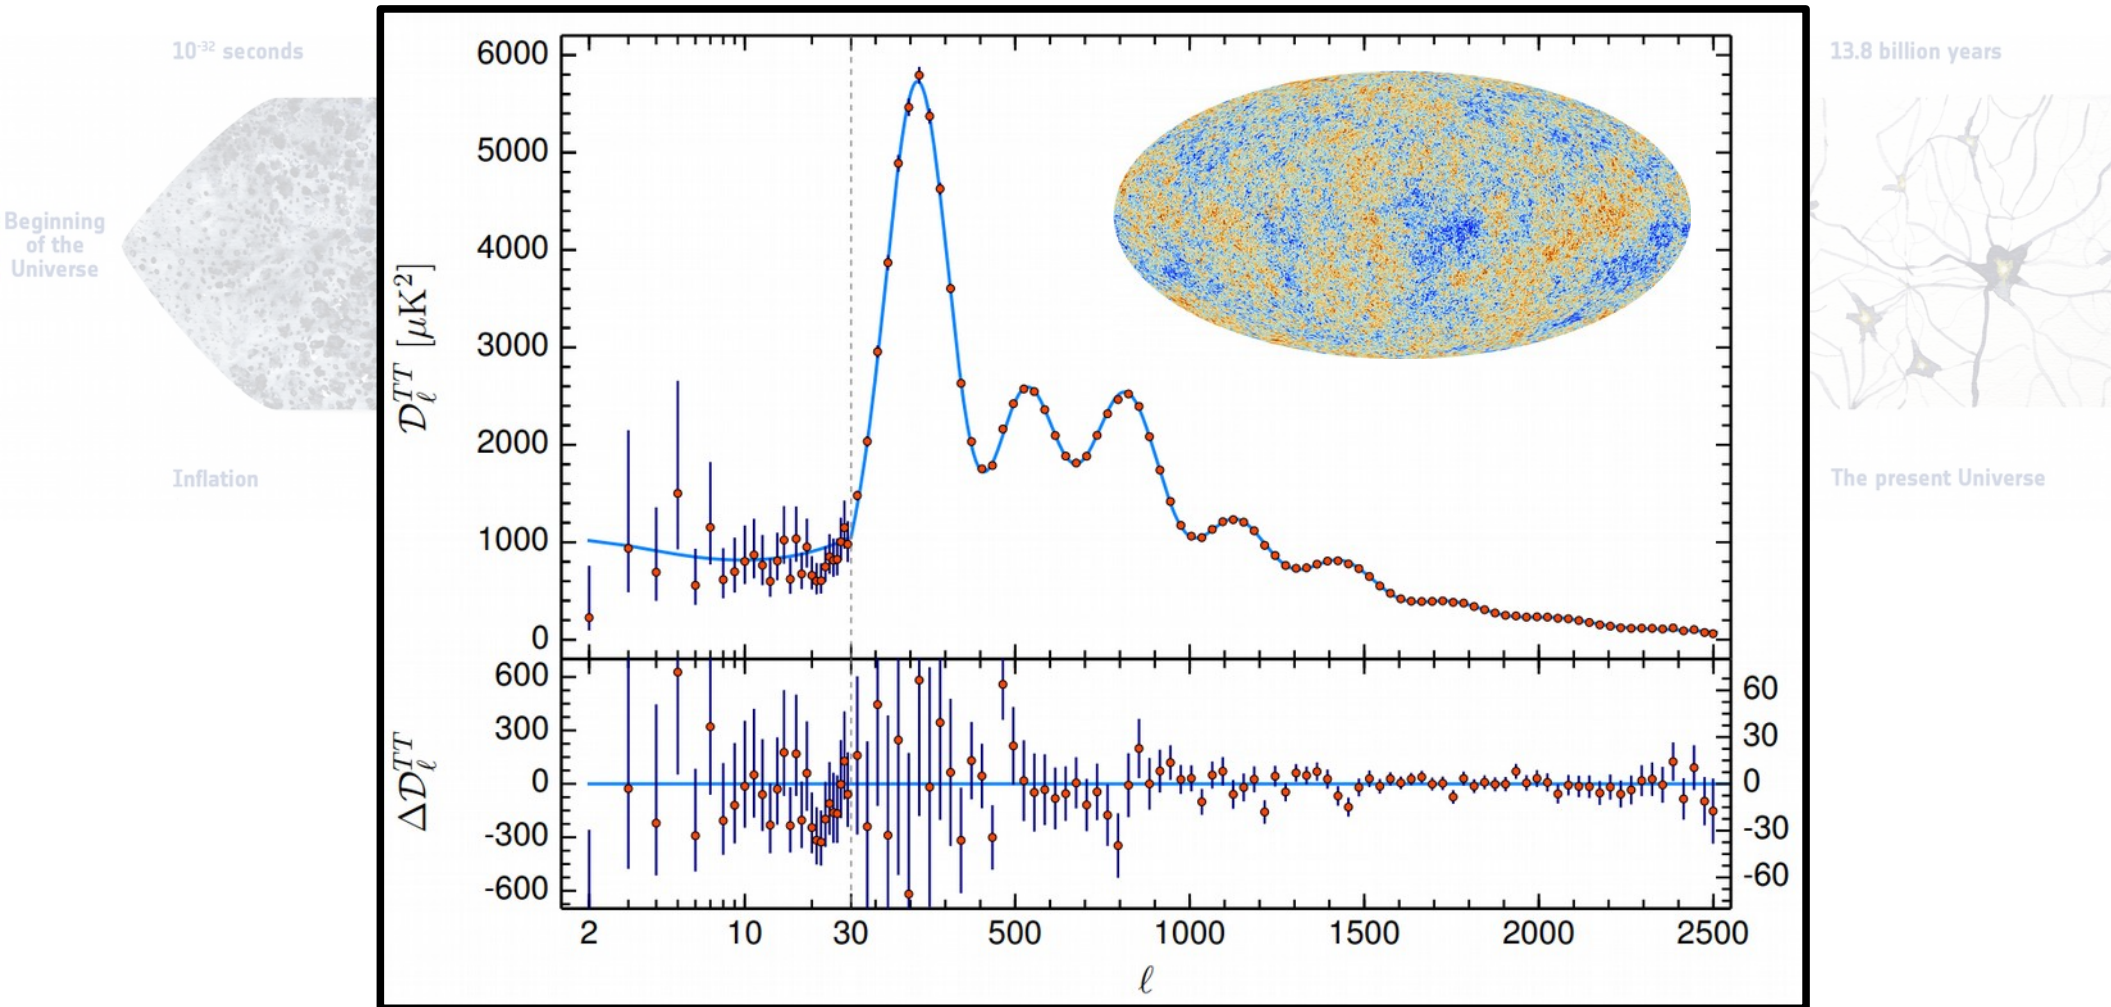 10-32 seconds
13.8 billion years
Beginning
of the
Universe
Inflation
The present Universe
6000
5000
4000
3000
2000
1000
0
𝒟ℓTT [μK2]
600
300
0
-300
-600
60
30
0
-30
-60
Δ𝒟ℓTT
2 10 30 500 1000 1500 2000 2500
ℓ